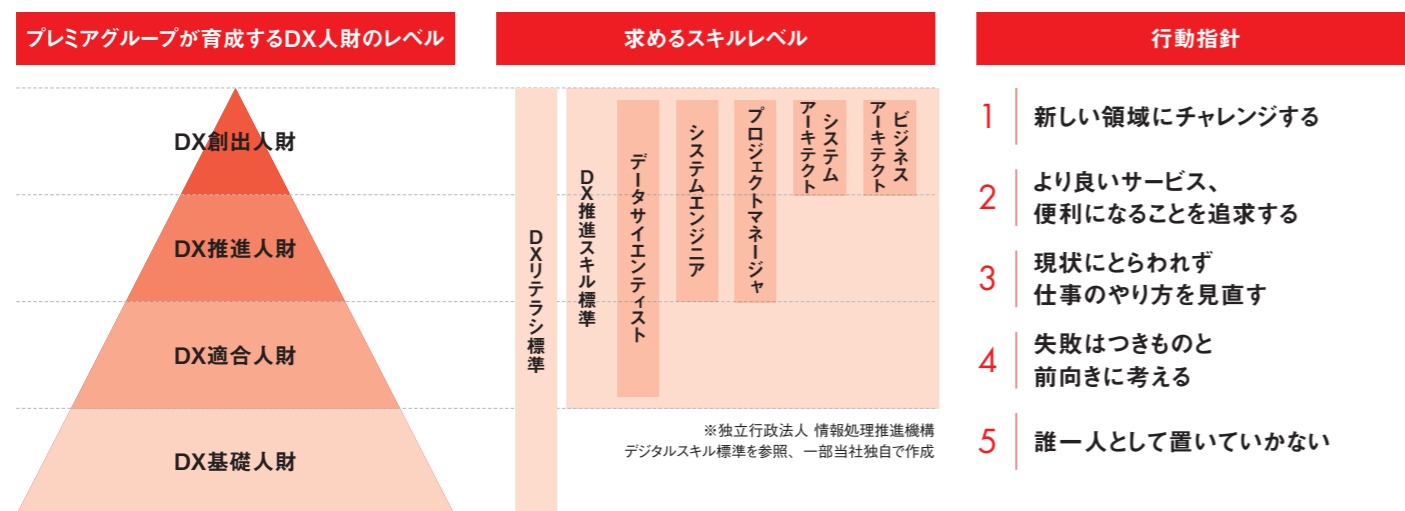 プレミアグループが育成するDX人財のレベル
DX創出人財
DX推進人財
DX適合人財
DX基礎人財
求めるスキルレベル
DXリテラシ標準
DX推進スキル標準
データサイエンティスト
システムエンジニア
プロジェクトマネージャ
システム
アーキテクト
ビジネス
アーキテクト
※独立行政法人 情報処理推進機構
デジタルスキル標準を参照、一部当社独自で作成
行動指針
1 新しい領域にチャレンジする
2 より良いサービス、
便利になることを追求する
3 現状にとらわれず
仕事のやり方を見直す
4 失敗はつきものと
前向きに考える
5 誰一人として置いていかない